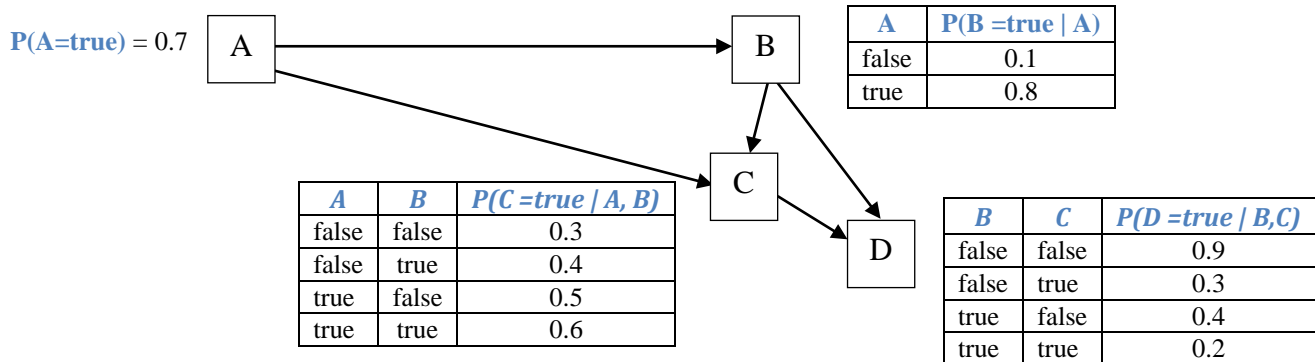 P(A=true) = 0.7
A
B
A P(B =true | A)
false 0.1
true 0.8
C
D
A B P(C =true | A, B)
false false 0.3
false true 0.4
true false 0.5
true true 0.6
B C P(D =true | B,C)
false false 0.9
false true 0.3
true false 0.4
true true 0.2